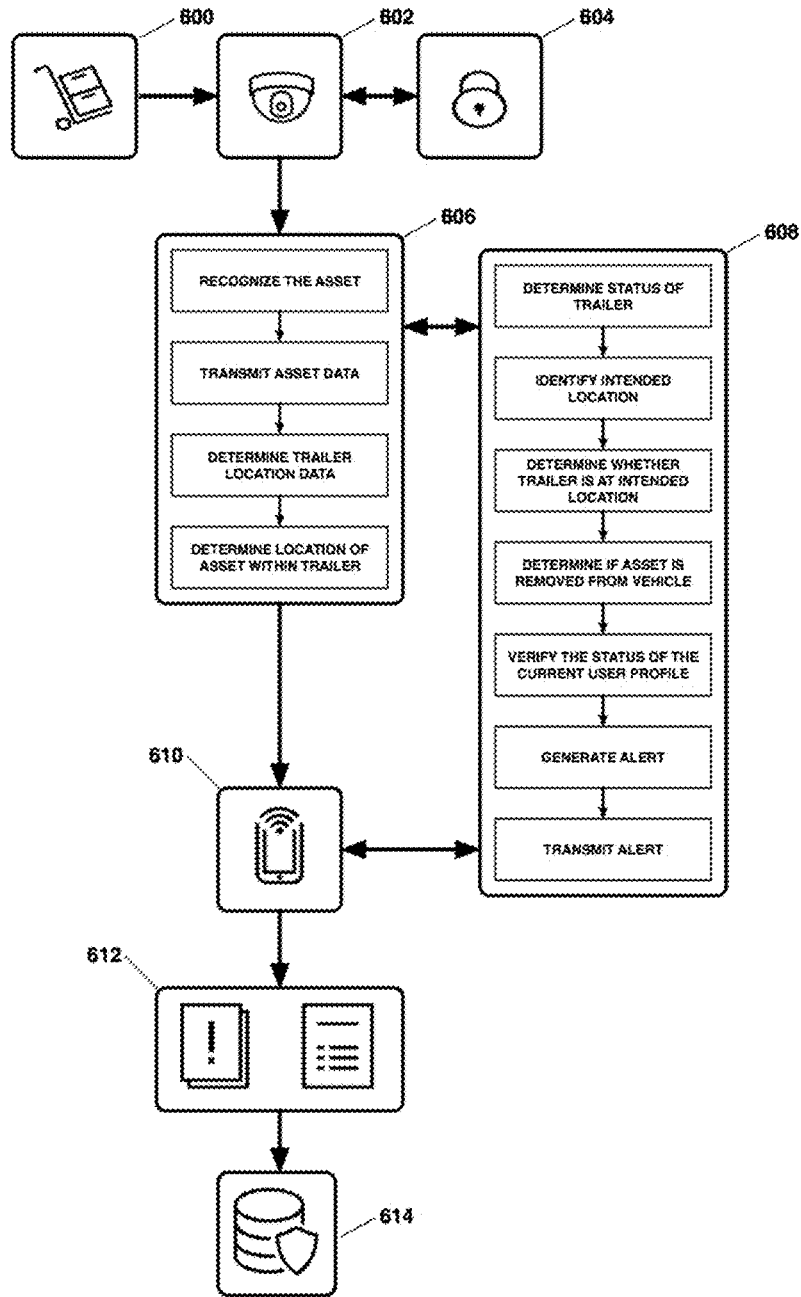 600
602
604
606
RECOGNIZE THE ASSET
TRANSMIT ASSET DATA
DETERMINE TRAILER
LOCATION DATA
DETERMINE LOCATION OF
ASSET WITHIN TRAILER
608
DETERMINE STATUS OF
TRAILER
IDENTIFY INTENDED
LOCATION
DETERMINE WHETHER
TRAILER IS AT INTENDED
LOCATION
DETERMINE IF ASSET IS
REMOVED FROM VEHICLE
VERIFY THE STATUS OF THE
CURRENT USER PROFILE
GENERATE ALERT
TRANSMIT ALERT
610
612
614